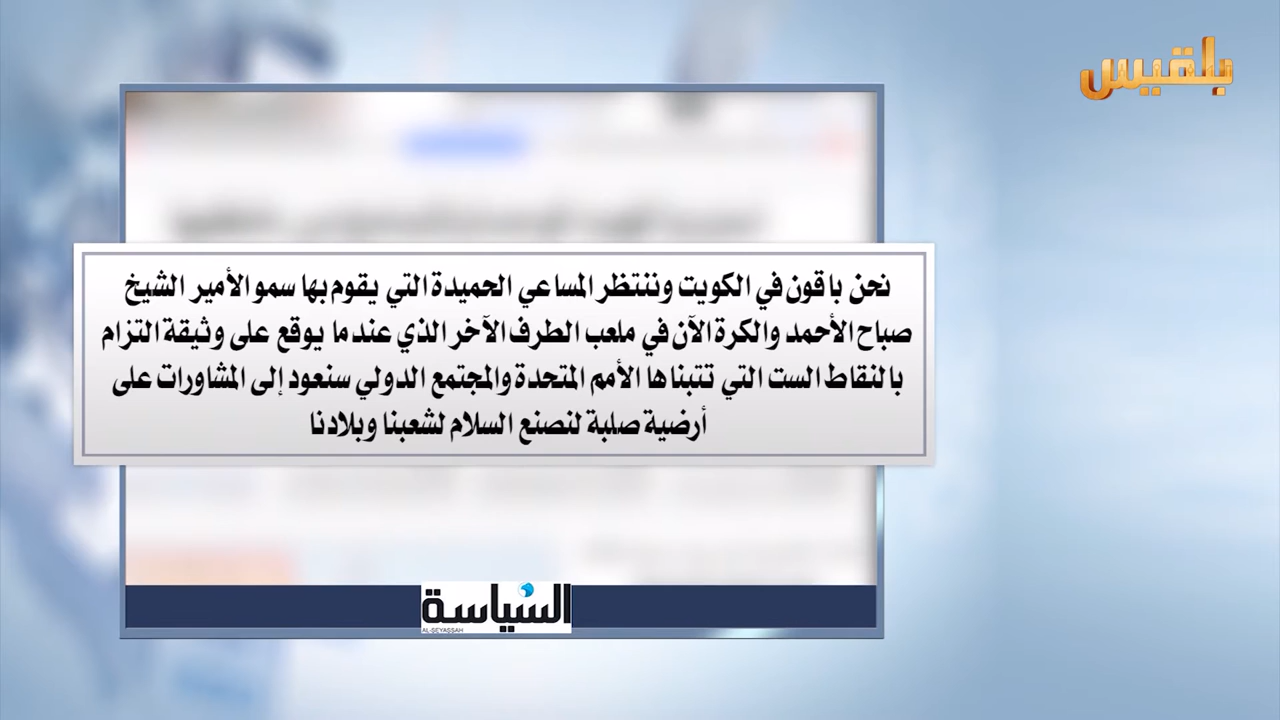 بلقيس
نحن باقون في الكويت وننتظر المساعي الحميدة التي يقوم بها سمو الأمير الشيخ
صباح الأحمد والكرة الآن في ملعب الطرف الآخر الذي عندما يوقع على وثيقة التزام
بالنقاط الست التي تتبناها الأمم المتحدة والمجتمع الدولي سنعود إلى المشاورات على
أرضية صلبة لنصنع السلام لشعبنا وبلادنا
السياسة
AL-SEYASSAH